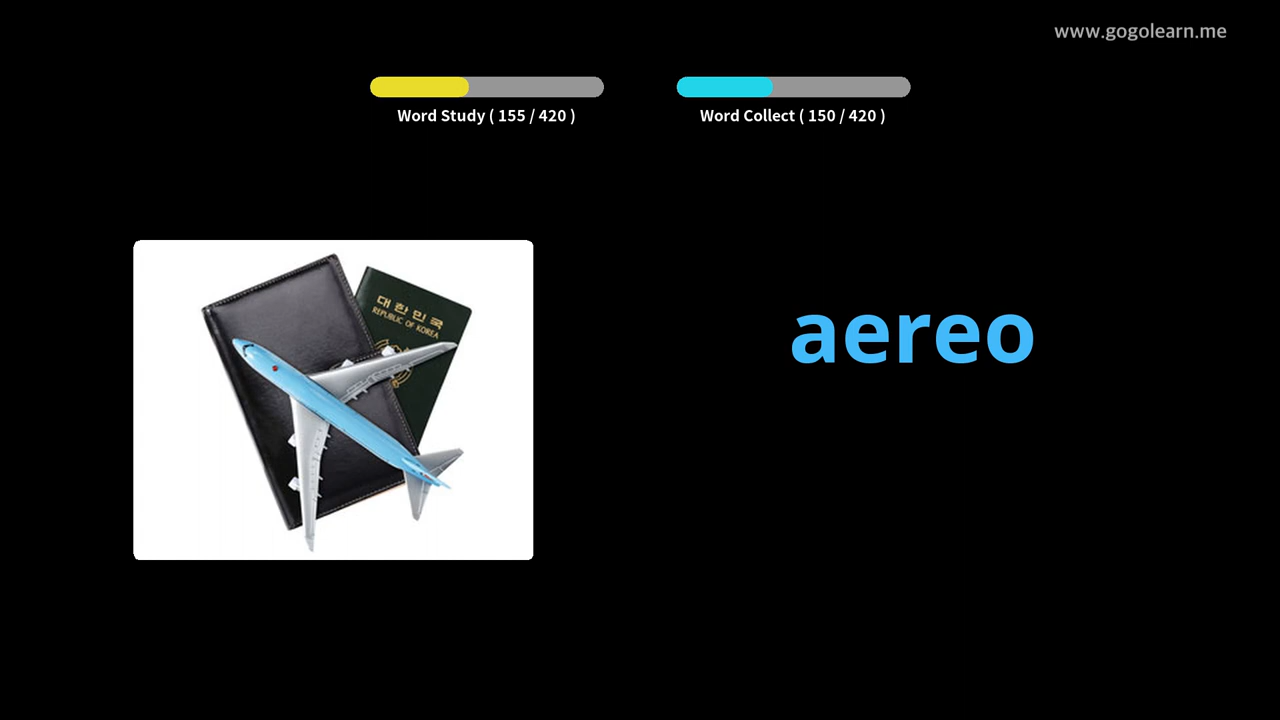 www.gogolearn.me
Word Study ( 155 / 420 )
Word Collect ( 150 / 420 )
대한민국
REPUBLIC OF KOREA
aereo